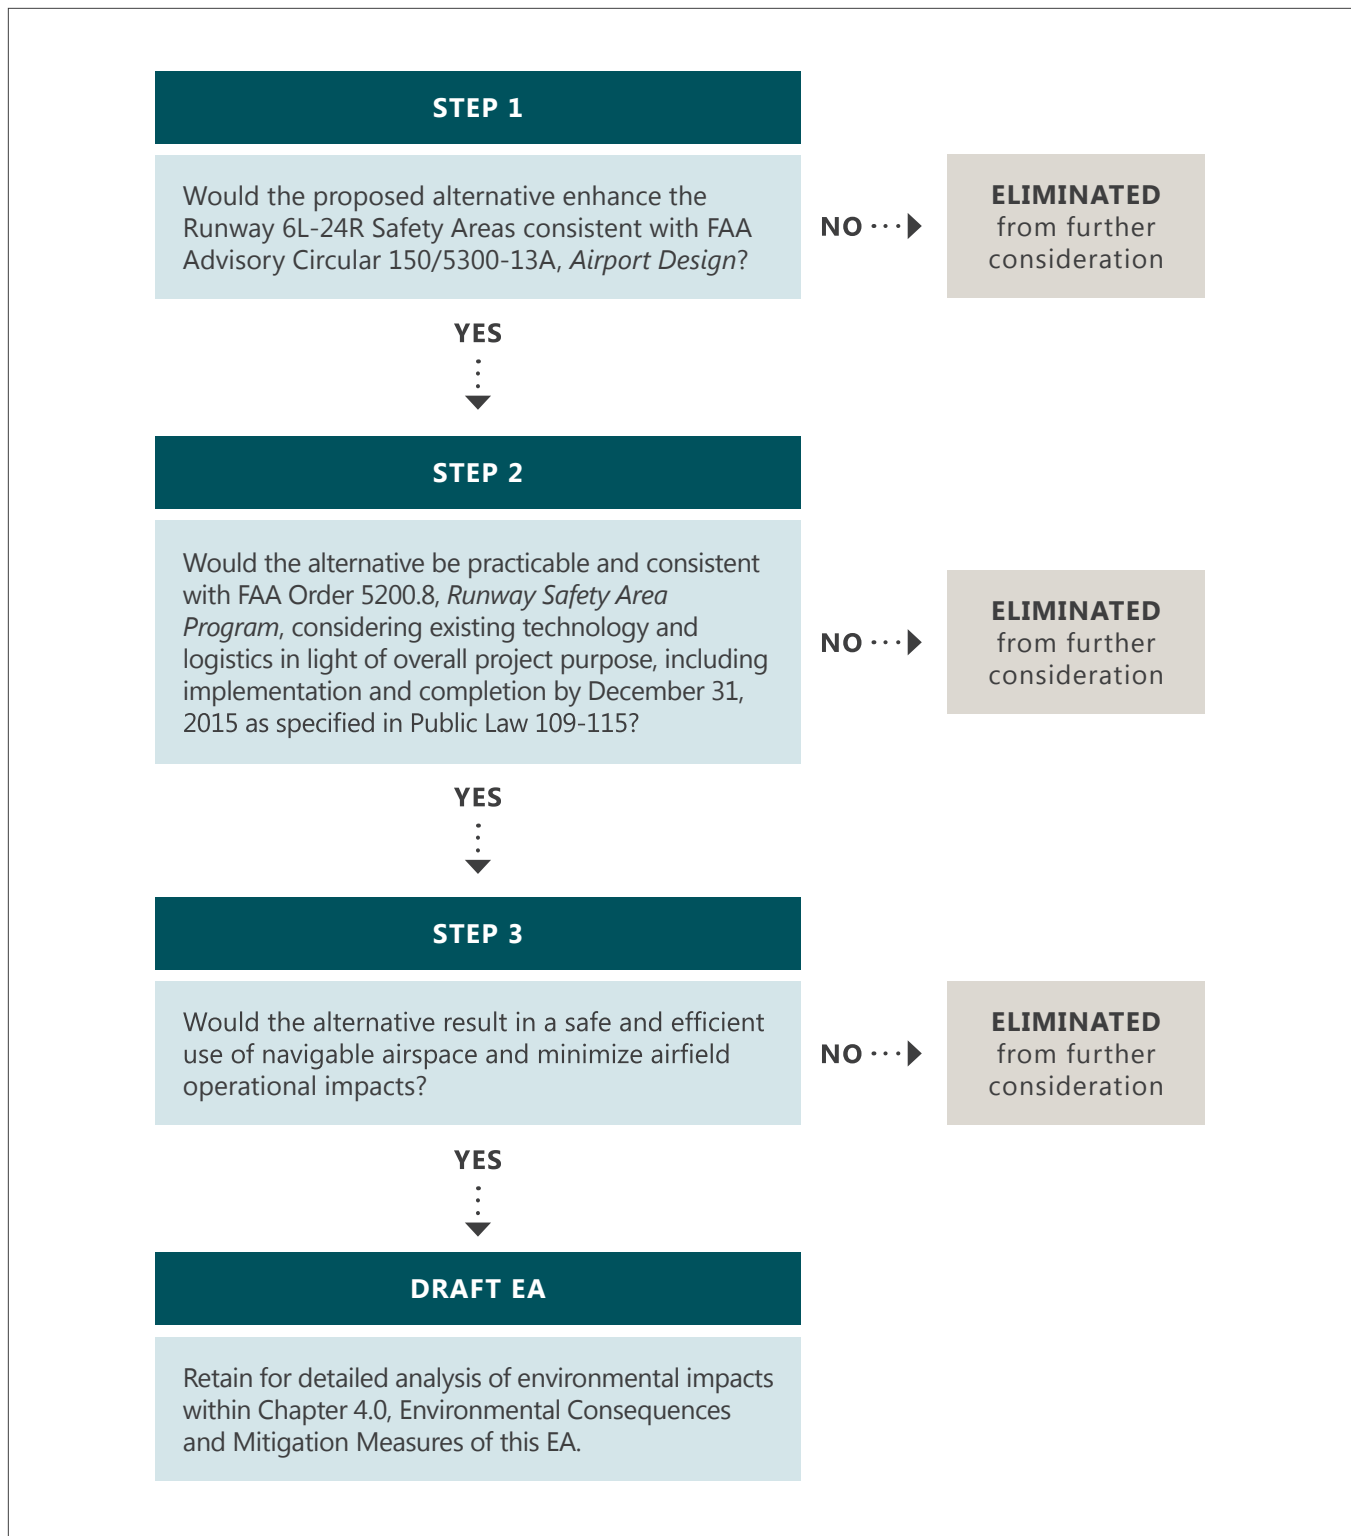 STEP 1
Would the proposed alternative enhance the
Runway 6L-24R Safety Areas consistent with FAA
Advisory Circular 150/5300-13A, Airport Design?
NO
ELIMINATED
from further
consideration
YES
STEP 2
Would the alternative be practicable and consistent
with FAA Order 5200.8, Runway Safety Area
Program, considering existing technology and
logistics in light of overall project purpose, including
implementation and completion by December 31,
2015 as specified in Public Law 109-115?
NO
ELIMINATED
from further
consideration
YES
STEP 3
Would the alternative result in a safe and efficient
use of navigable airspace and minimize airfield
operational impacts?
NO
ELIMINATED
from further
consideration
YES
DRAFT EA
Retain for detailed analysis of environmental impacts
within Chapter 4.0, Environmental Consequences
and Mitigation Measures of this EA.